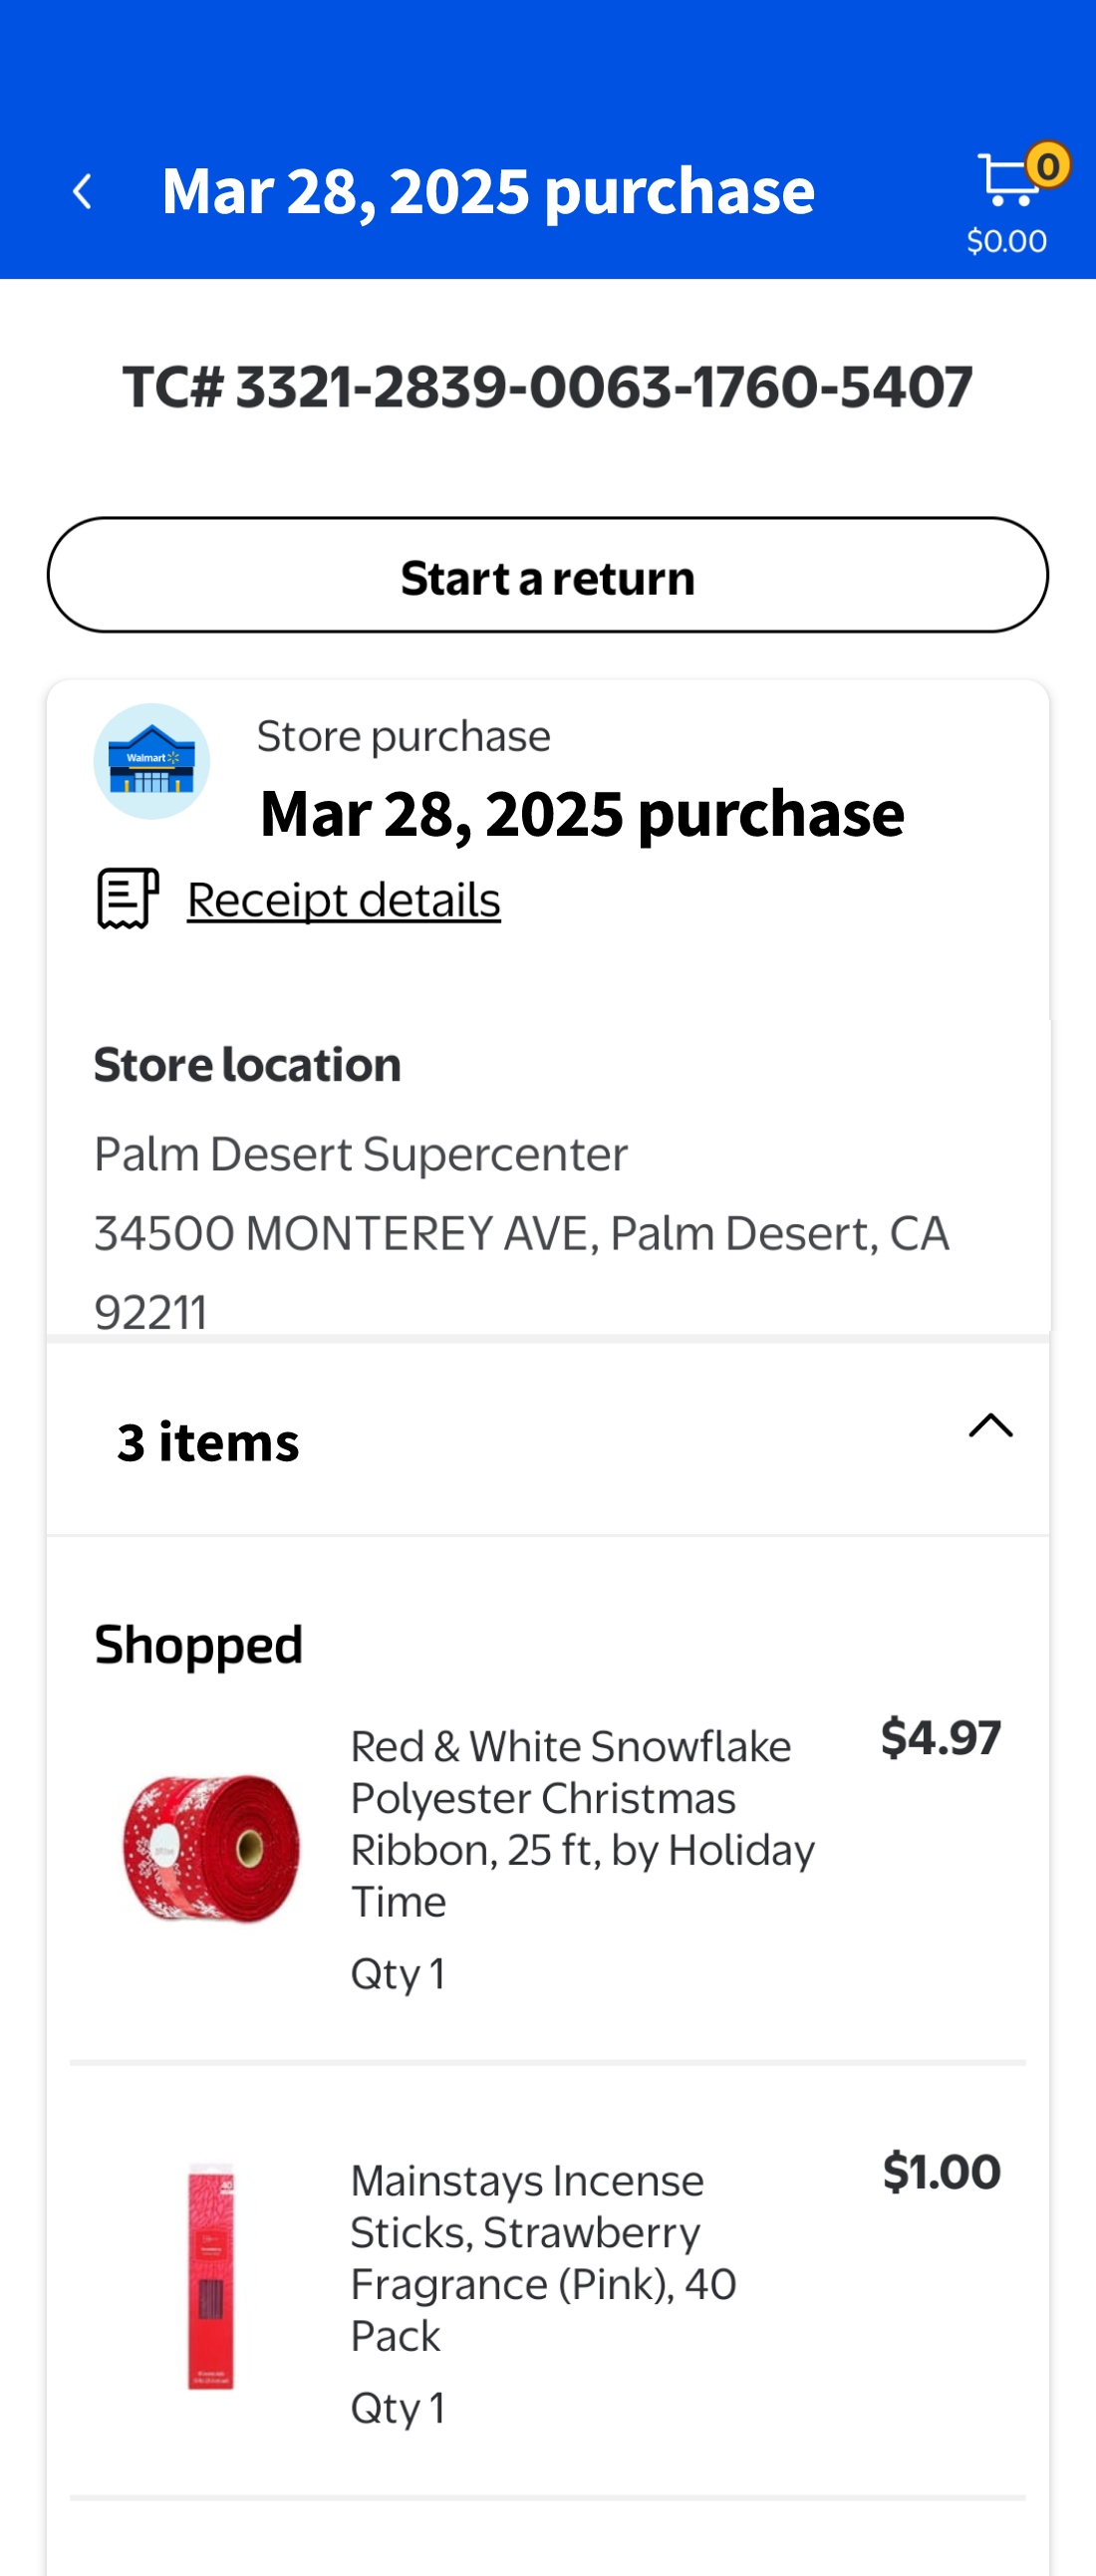 Mar 28, 2025 purchase
0
$0.00
TC# 3321-2839-0063-1760-5407
Start a return
Walmart
Store purchase
Mar 28, 2025 purchase
Receipt details
Store location
Palm Desert Supercenter
34500 MONTEREY AVE, Palm Desert, CA
92211
3 items
Shopped
Red & White Snowflake
Polyester Christmas
Ribbon, 25 ft, by Holiday
Time
$4.97
Qty 1
Mainstays Incense
Sticks, Strawberry
Fragrance (Pink), 40
Pack
$1.00
Qty 1
40